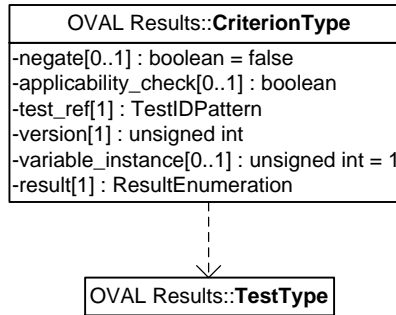 OVAL Results::CriterionType
-negate[0..1] : boolean = false
-applicability_check[0..1] : boolean
-test_ref[1] : TestIDPattern
-version[1] : unsigned int
-variable_instance[0..1] : unsigned int = 1
-result[1] : ResultEnumeration
OVAL Results::TestType